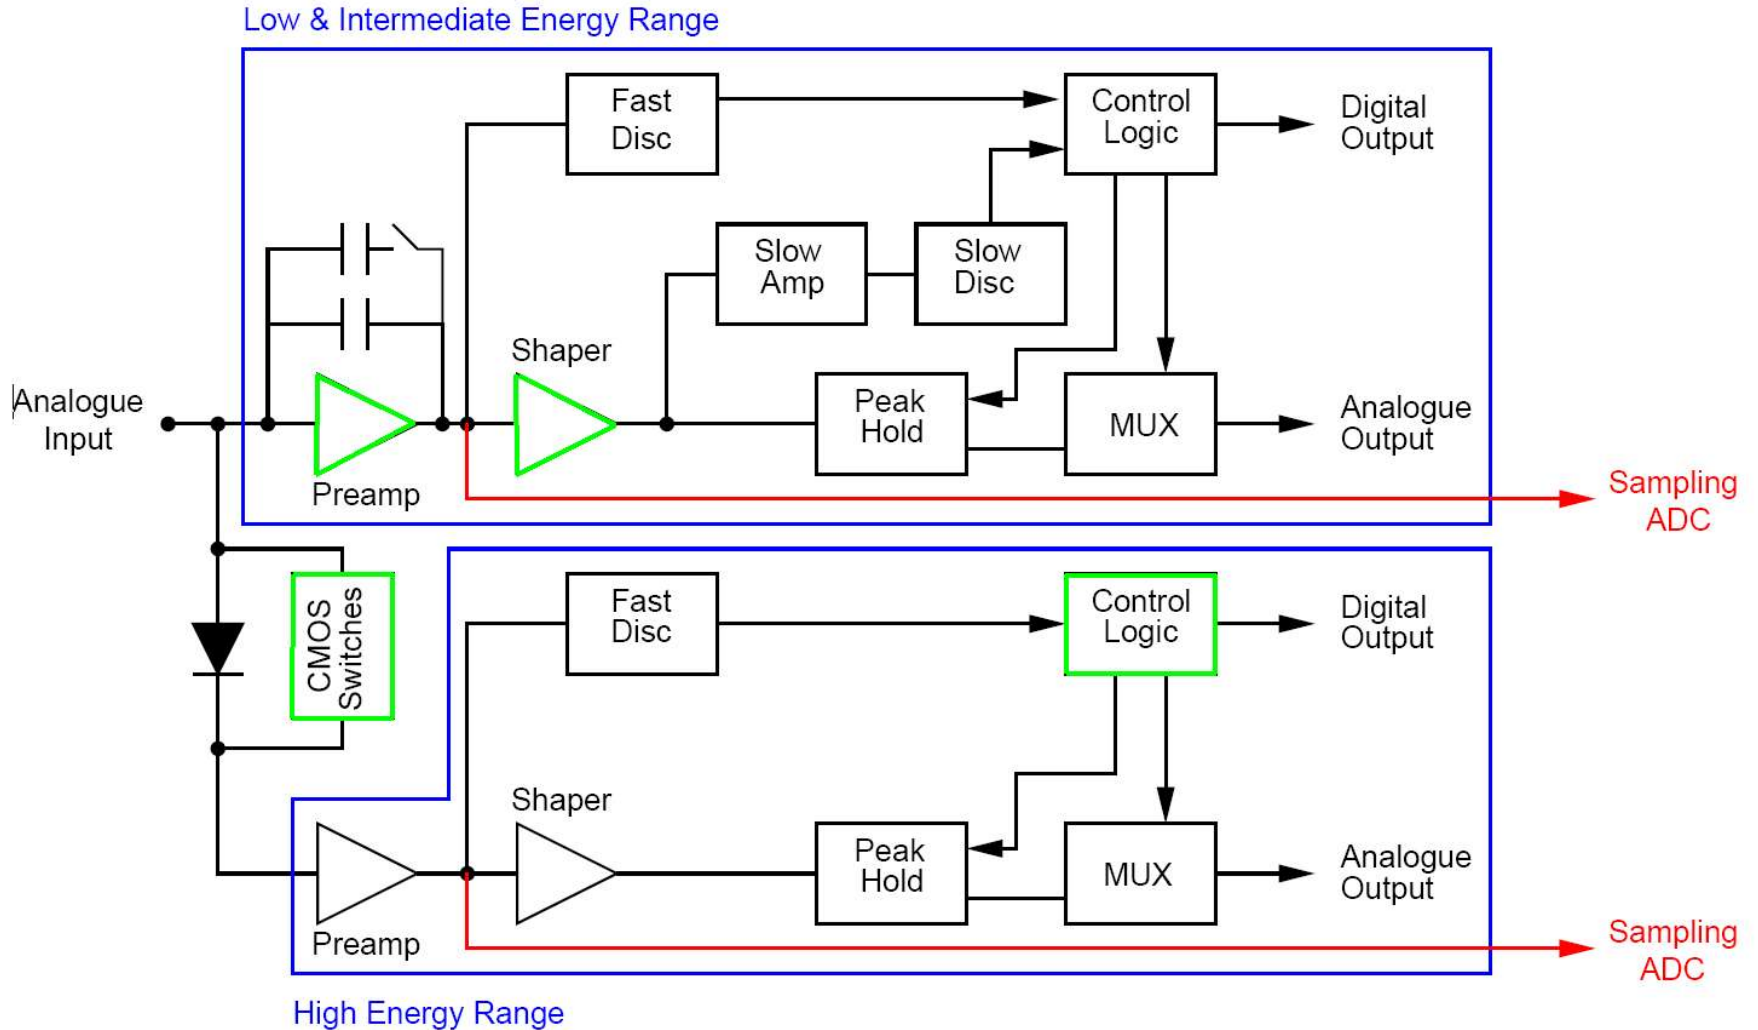 Low & Intermediate Energy Range
Fast
Disc
Control
Logic
Digital
Output
Slow
Amp
Slow
Disc
Shaper
Analogue
Input
Peak
Hold
MUX
Analogue
Output
Preamp
Sampling
ADC
CMOS
Switches
Fast
Disc
Control
Logic
Digital
Output
Shaper
Peak
Hold
MUX
Analogue
Output
Preamp
Sampling
ADC
High Energy Range